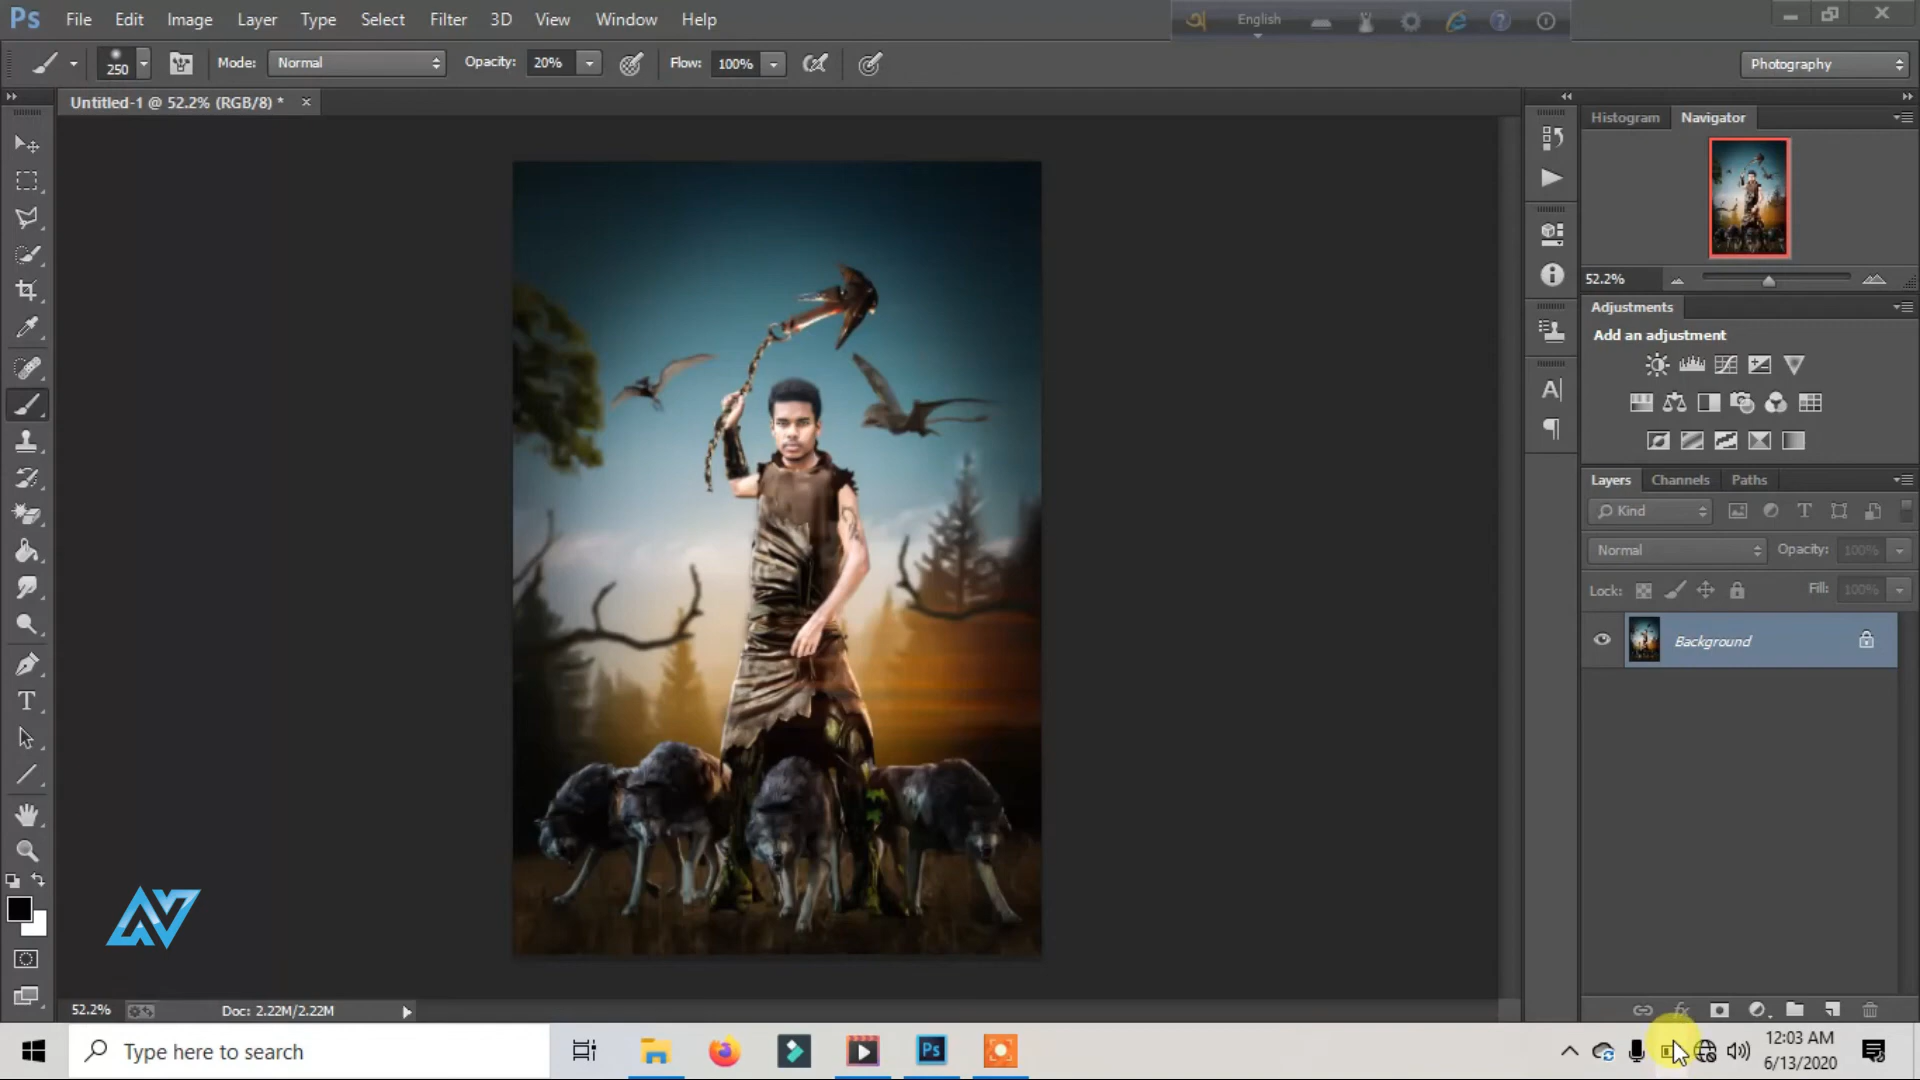 Ps File Edit Image Layer Type Select Filter 3D View Window Help
অ English
250 Mode: Normal Opacity: 20% Flow: 100% Photography
Untitled-1 @ 52.2% (RGB/8) *
Histogram Navigator
52.2%
Adjustments
Add an adjustment
Layers Channels Paths
Kind
Normal Opacity: 100%
Lock: Fill: 100%
Background
52.2% Doc: 2.22M/2.22M
Type here to search
Ps
12:03 AM
6/13/2020